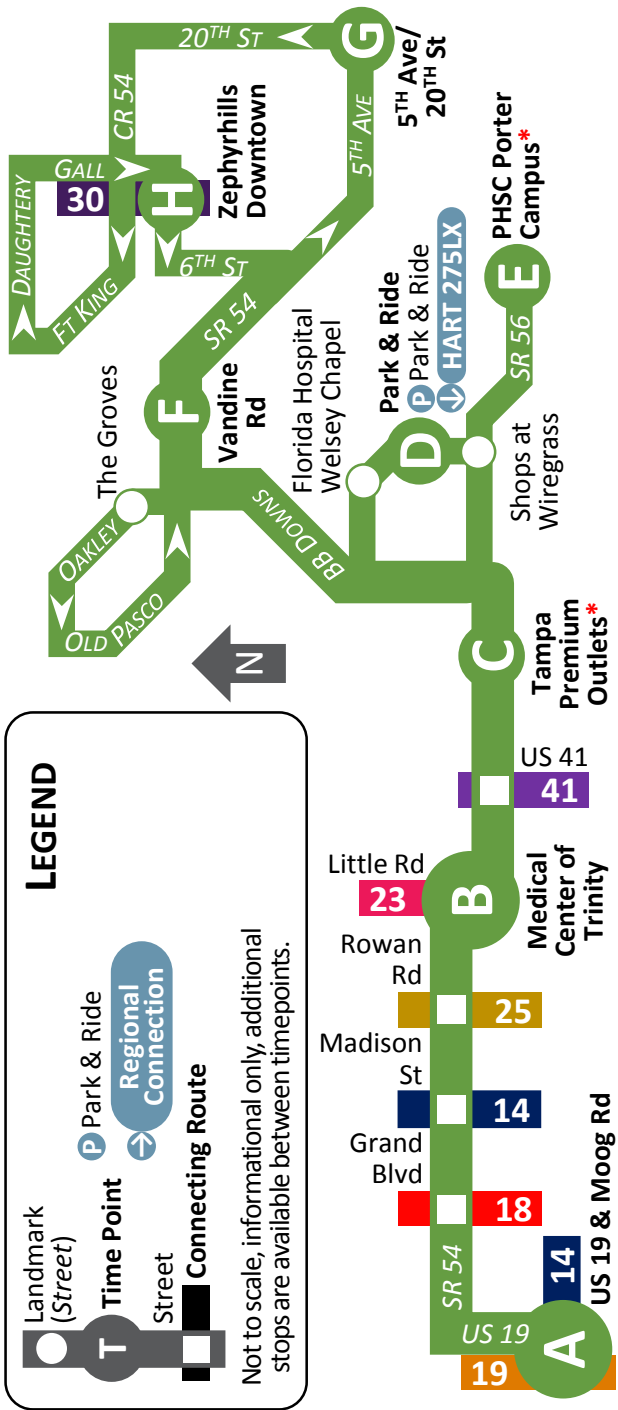 LEGEND
Landmark
(Street)
T
Time Point
P Park & Ride
Regional
Connection
Street
Connecting Route
Not to scale, informational only, additional
stops are available between timepoints.
N
A
US 19 & Moog Rd
19
14
US 19
SR 54
Grand
Blvd
18
Madison
St
14
Rowan
Rd
25
Little Rd
23
B
Medical
Center of
Trinity
US 41
41
C
Tampa
Premium
Outlets*
BB DOWNS
Shops at
Wiregrass
Florida Hospital
Welsey Chapel
D
Park & Ride
P Park & Ride
HART 275LX
SR 56
E
PHSC Porter
Campus*
OLD PASCO
OAKLEY
The Groves
F
Vandine
Rd
SR 54
5TH AVE
G
5TH Ave/
20TH St
20TH ST
CR 54
FT KING
DAUGHTERY
GALL
30
H
Zephyrhills
Downtown
6TH ST